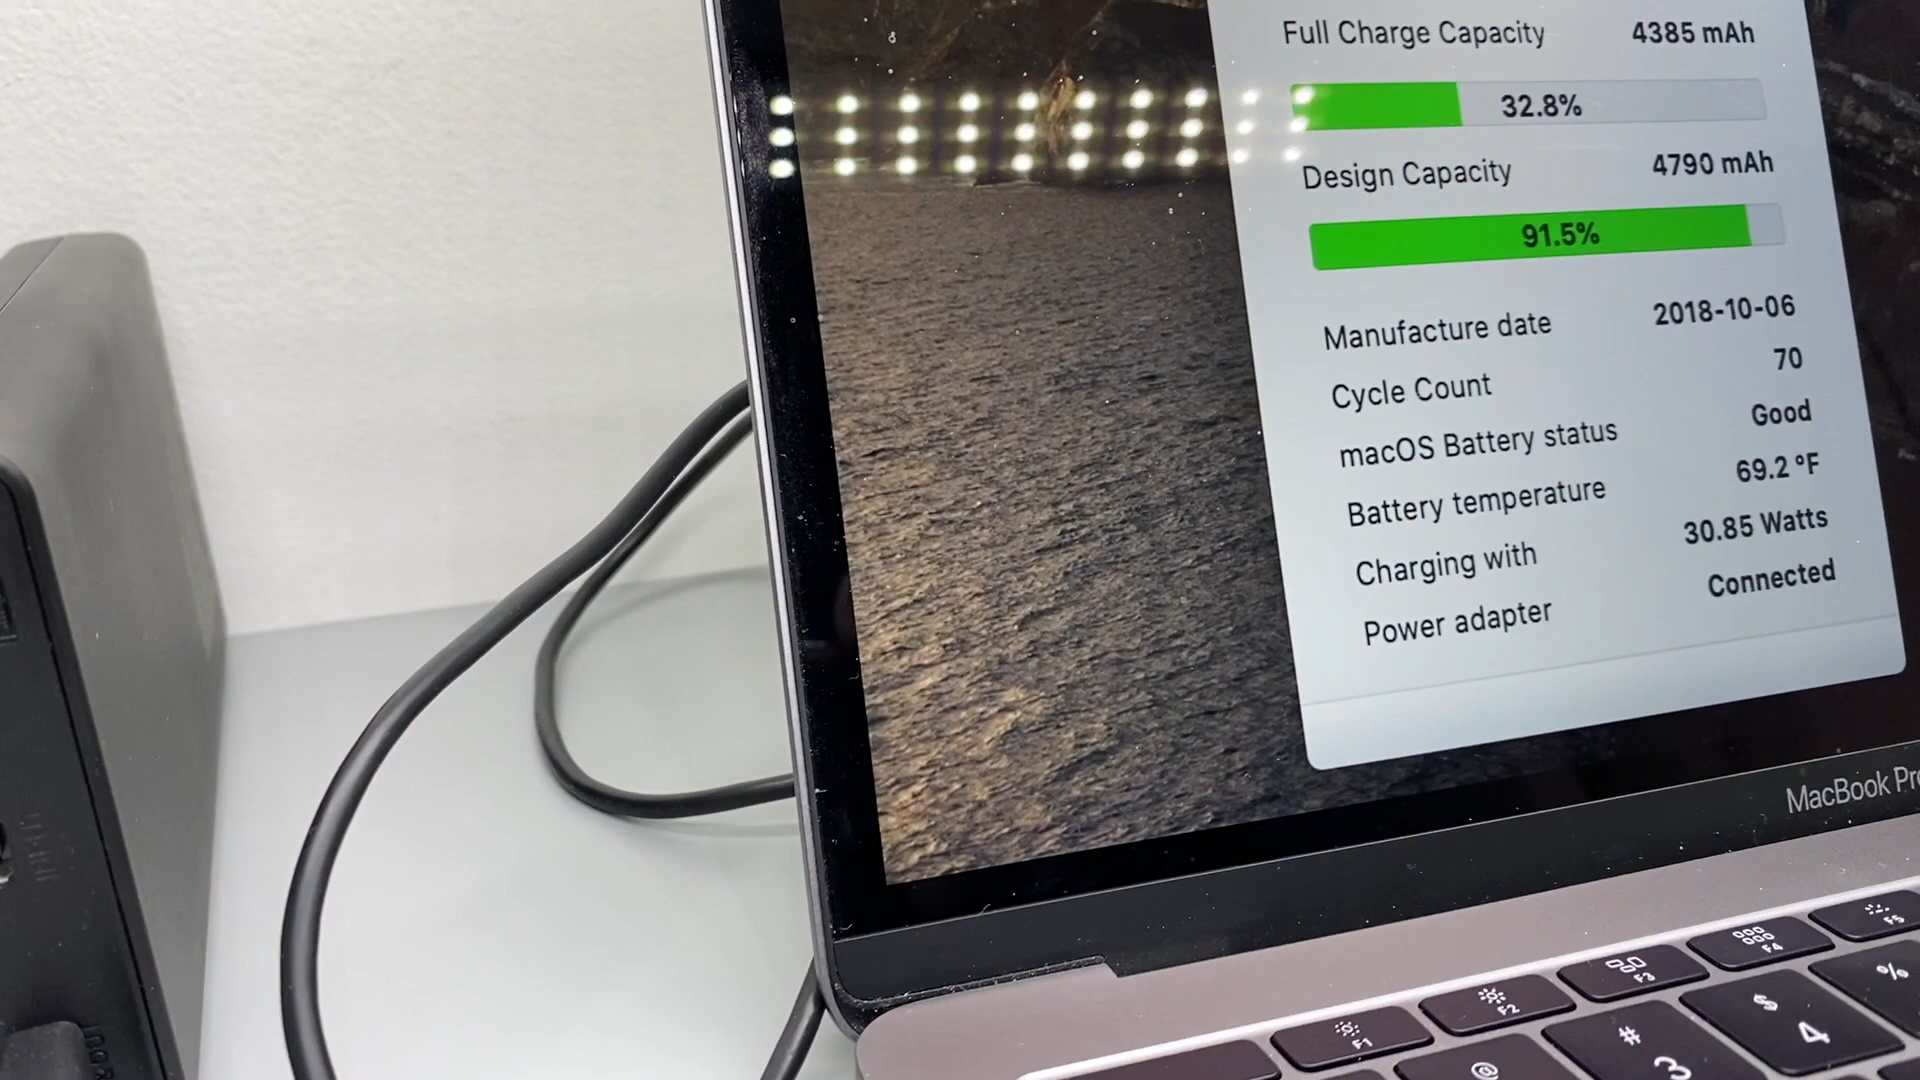 Full Charge Capacity 4385 mAh
32.8%
Design Capacity 4790 mAh
91.5%
Manufacture date 2018-10-06
Cycle Count 70
macOS Battery status Good
Battery temperature 69.2 °F
Charging with 30.85 Watts
Power adapter Connected
MacBook Pr
F1 F2 F3 F4 F5
@ # 3 $ 4 %